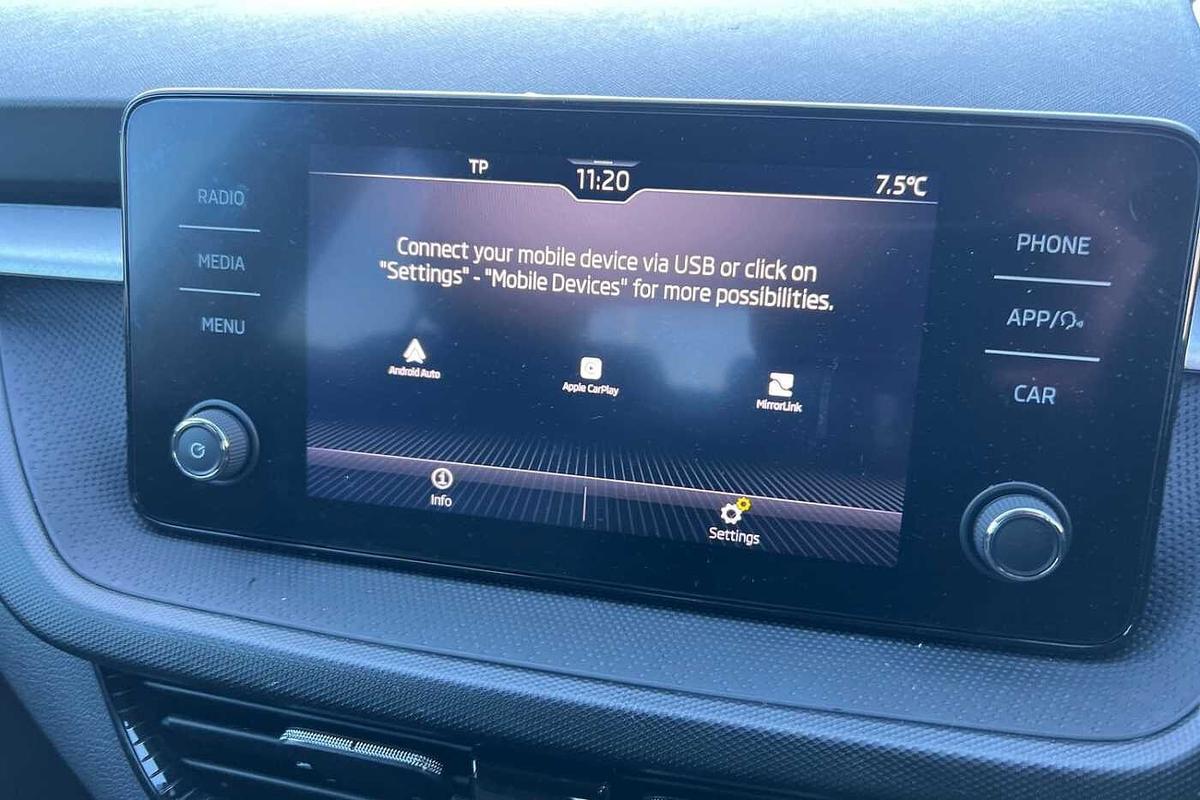 TP
11:20
7.5°C
RADIO
MEDIA
MENU
Connect your mobile device via USB or click on
"Settings" - "Mobile Devices" for more possibilities.
Android Auto
Apple CarPlay
MirrorLink
Info
Settings
PHONE
APP/
CAR